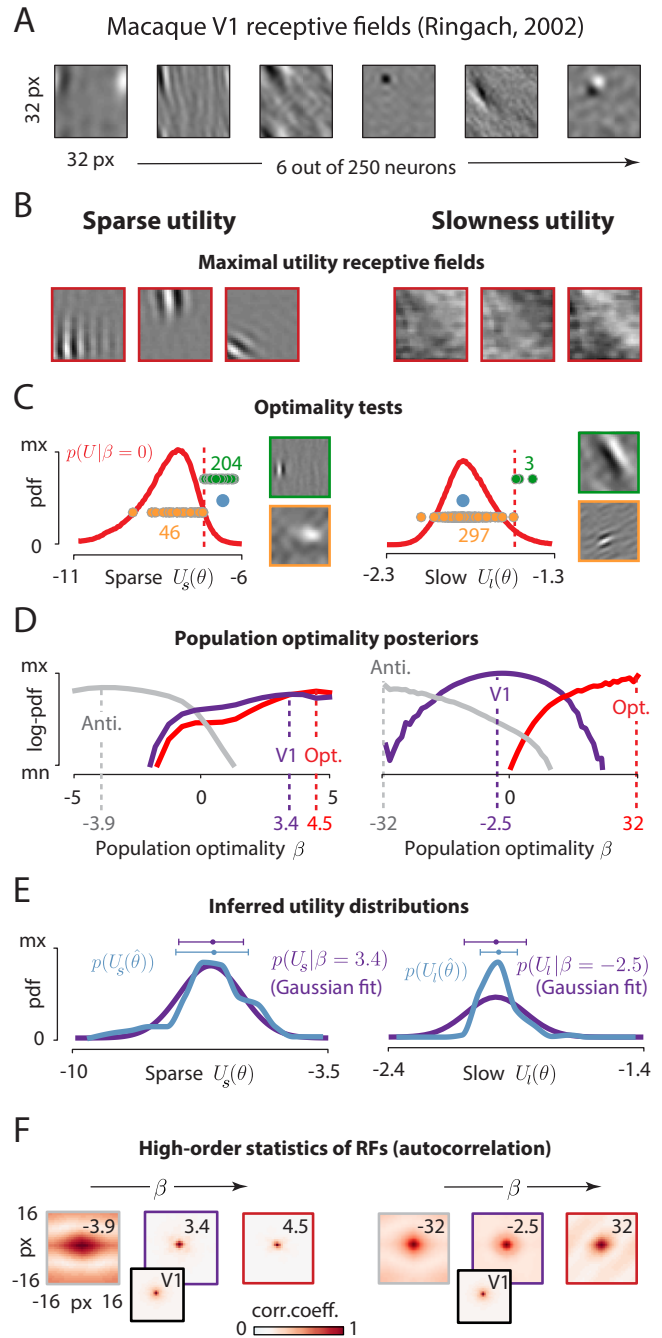 A
Macaque V1 receptive fields (Ringach, 2002)
32 px
32 px
6 out of 250 neurons
B
Sparse utility
Slowness utility
Maximal utility receptive fields
C
Optimality tests
mx
pdf
0
p(U|β = 0)
204
46
-11
Sparse U_s(θ)
-6
3
297
-2.3
Slow U_l(θ)
-1.3
D
Population optimality posteriors
mx
log-pdf
mn
Anti.
V1
Opt.
-5
0
5
-3.9
3.4
4.5
Population optimality β
Anti.
V1
Opt.
0
-32
-2.5
32
Population optimality β
E
Inferred utility distributions
mx
pdf
0
p(U_s(θ̂))
p(U_s|β = 3.4)
(Gaussian fit)
-10
Sparse U_s(θ)
-3.5
p(U_l(θ̂))
p(U_l|β = −2.5)
(Gaussian fit)
-2.4
Slow U_l(θ)
-1.4
F
High-order statistics of RFs (autocorrelation)
β
β
16
px
-16
-3.9
3.4
4.5
V1
-16 px 16
-32
-2.5
32
V1
corr.coeff.
0
1